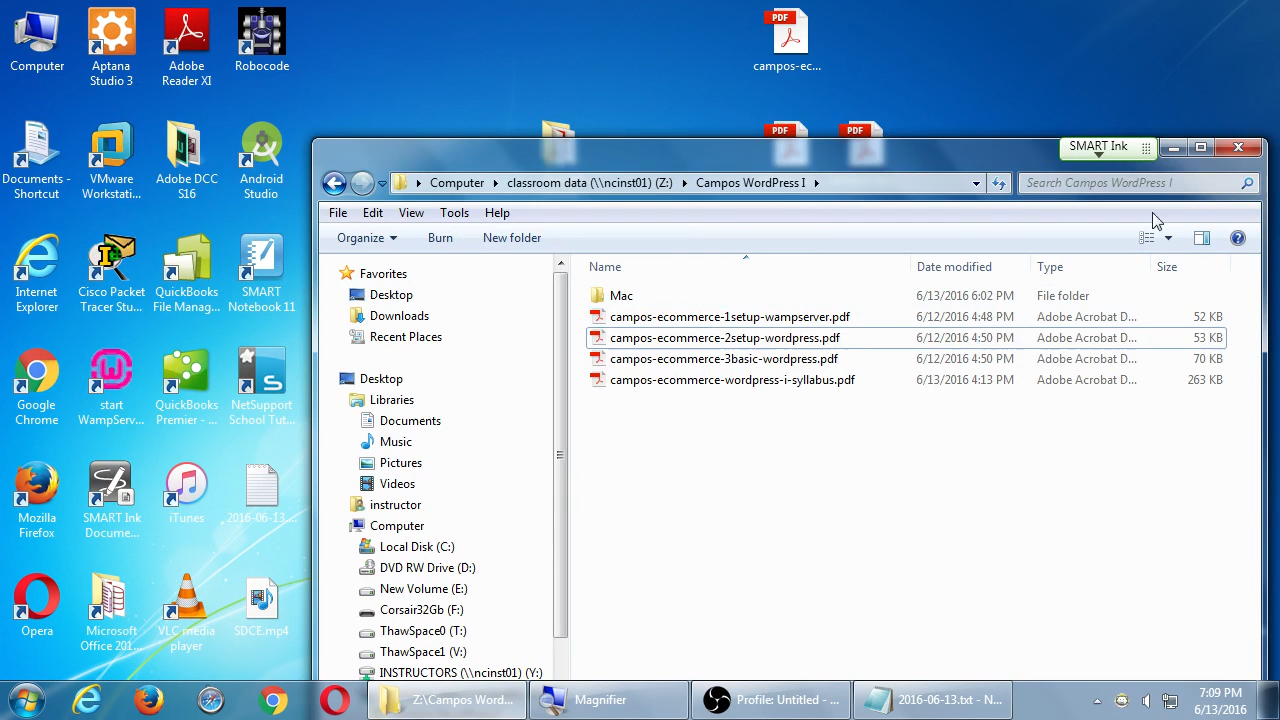 Computer
Aptana
Studio 3
Adobe
Reader XI
Robocode
PDF
campos-ec...
Documents -
Shortcut
VMware
Workstati...
Adobe DCC
S16
Android
Studio
PDF
PDF
SMART Ink
Computer
classroom data (\\ncinst01) (Z:)
Campos WordPress I
Search Campos WordPress I
File Edit View Tools Help
Organize Burn New folder
Internet
Explorer
Cisco Packet
Tracer Stu...
QuickBooks
File Manag...
SMART
Notebook 11
Google
Chrome
start
WampServ...
QuickBooks
Premier - ...
NetSupport
School Tut...
Mozilla
Firefox
SMART Ink
Docume...
iTunes
2016-06-13....
Opera
Microsoft
Office 201...
VLC media
player
SDCE.mp4
Favorites
Desktop
Downloads
Recent Places
Desktop
Libraries
Documents
Music
Pictures
Videos
instructor
Computer
Local Disk (C:)
DVD RW Drive (D:)
New Volume (E:)
Corsair32Gb (F:)
ThawSpace0 (T:)
ThawSpace1 (V:)
INSTRUCTORS (\\ncinst01) (Y:)
Name Date modified Type Size
Mac 6/13/2016 6:02 PM File folder
campos-ecommerce-1setup-wampserver.pdf 6/12/2016 4:48 PM Adobe Acrobat D... 52 KB
campos-ecommerce-2setup-wordpress.pdf 6/12/2016 4:50 PM Adobe Acrobat D... 53 KB
campos-ecommerce-3basic-wordpress.pdf 6/12/2016 4:50 PM Adobe Acrobat D... 70 KB
campos-ecommerce-wordpress-i-syllabus.pdf 6/13/2016 4:13 PM Adobe Acrobat D... 263 KB
Z:\Campos Word...
Magnifier
Profile: Untitled - ...
2016-06-13.txt - N...
7:09 PM
6/13/2016